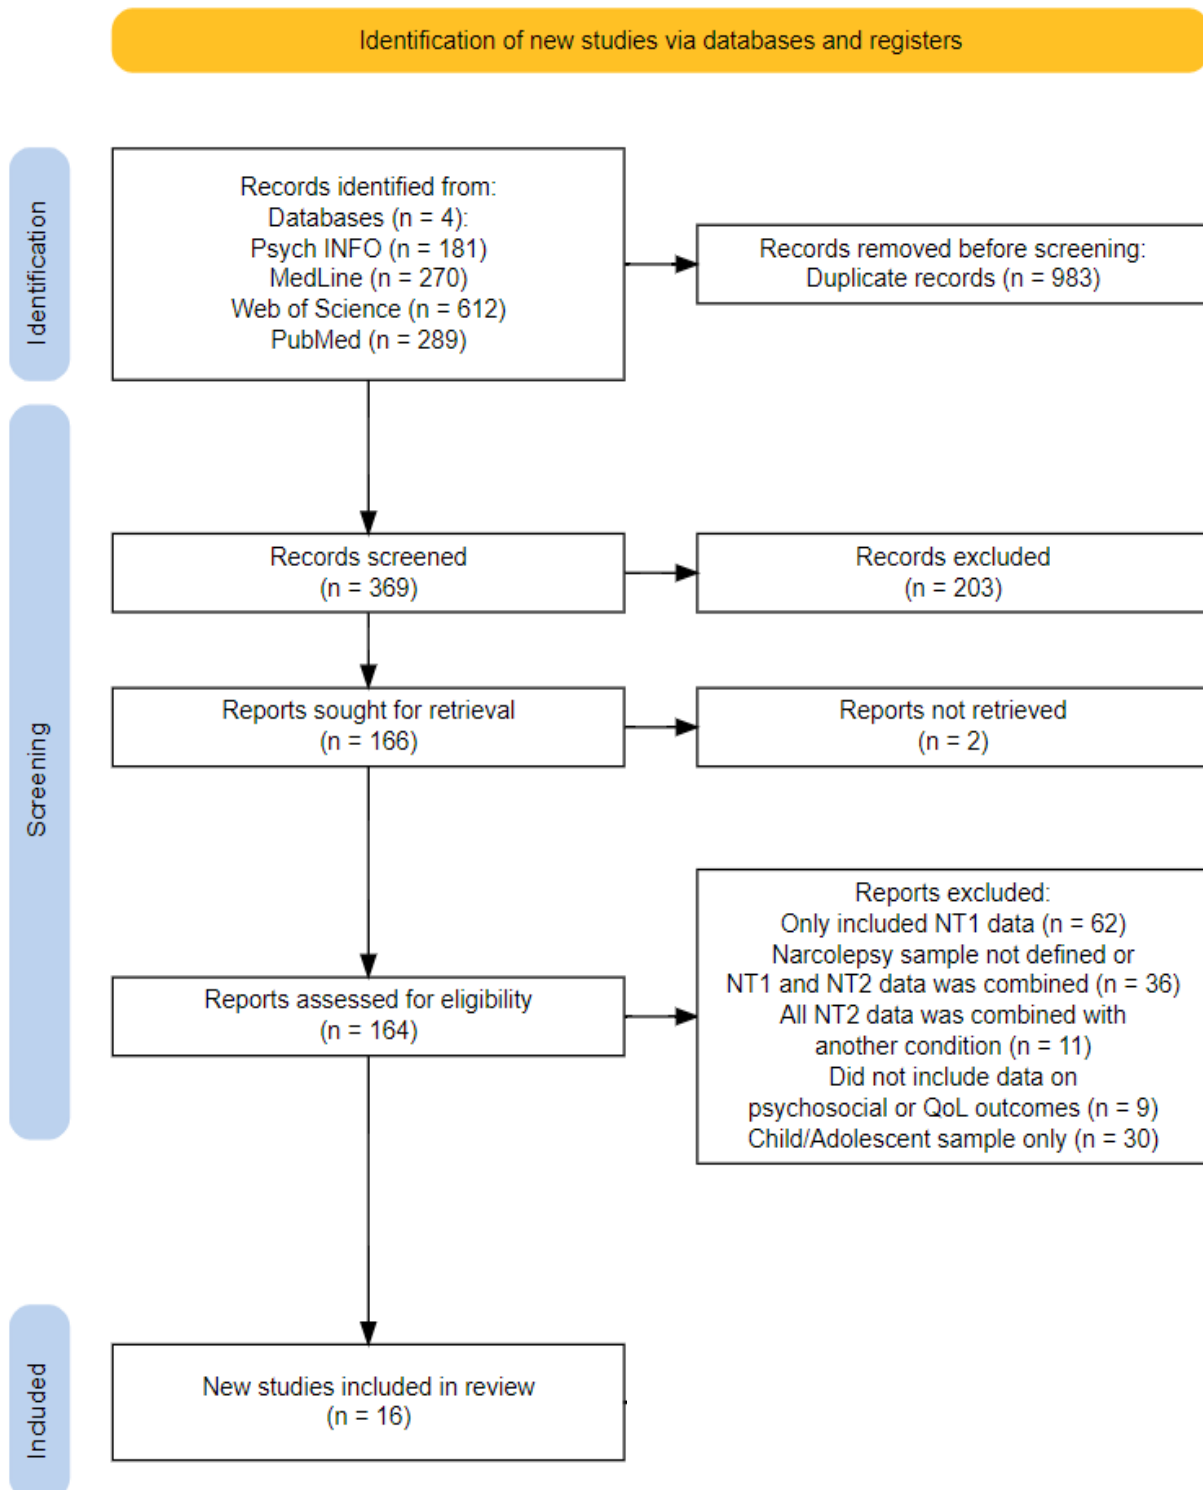 Identification of new studies via databases and registers
Identification
Records identified from:
Databases (n = 4):
Psych INFO (n = 181)
MedLine (n = 270)
Web of Science (n = 612)
PubMed (n = 289)
Records removed before screening:
Duplicate records (n = 983)
Screening
Records screened
(n = 369)
Records excluded
(n = 203)
Reports sought for retrieval
(n = 166)
Reports not retrieved
(n = 2)
Reports assessed for eligibility
(n = 164)
Reports excluded:
Only included NT1 data (n = 62)
Narcolepsy sample not defined or
NT1 and NT2 data was combined (n = 36)
All NT2 data was combined with
another condition (n = 11)
Did not include data on
psychosocial or QoL outcomes (n = 9)
Child/Adolescent sample only (n = 30)
Included
New studies included in review
(n = 16)